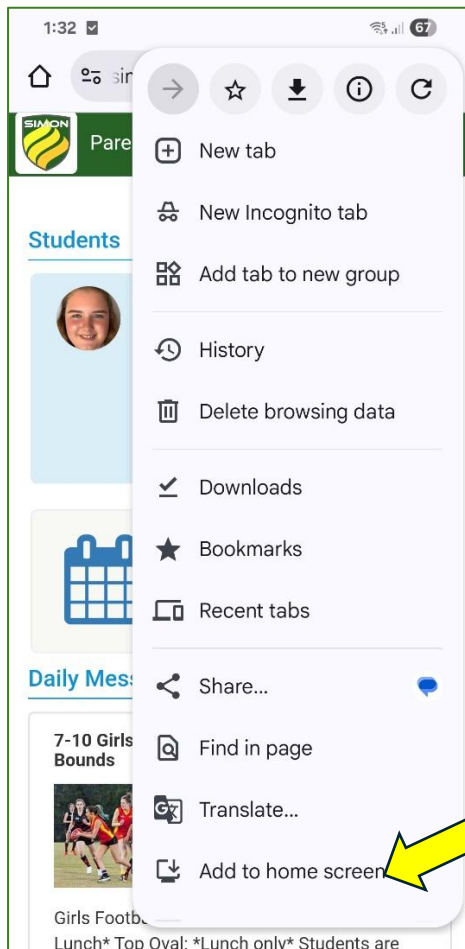 1:32
67
sir
SIMON
Pare
New tab
New Incognito tab
Students
Add tab to new group
History
Delete browsing data
Downloads
Bookmarks
Recent tabs
Daily Mes
Share...
7-10 Girls
Bounds
Find in page
Translate...
Add to home screen
Girls Footb
Lunch* Top Oval: *Lunch only* Students are